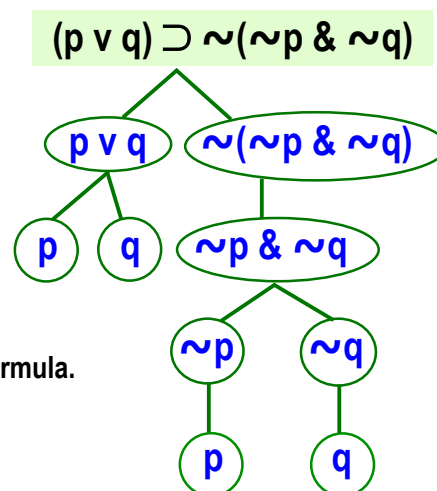 (p v q) ⊃ ~(~p & ~q)
p v q ~(~p & ~q)
p q ~p & ~q
~p ~q
rmula.
p q